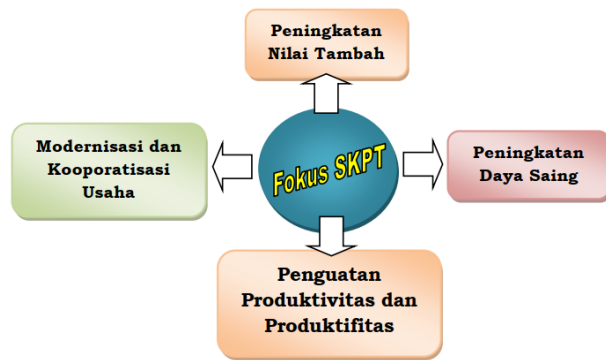 Peningkatan
Nilai Tambah
Modernisasi dan
Kooporatisasi
Usaha
Fokus SKPT
Peningkatan
Daya Saing
Penguatan
Produktivitas dan
Produktifitas